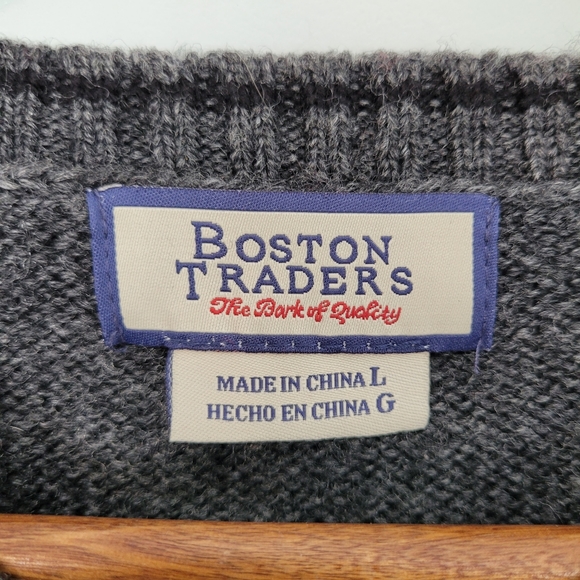 BOSTON
TRADERS
The Bark of Quality
MADE IN CHINA L
HECHO EN CHINA G